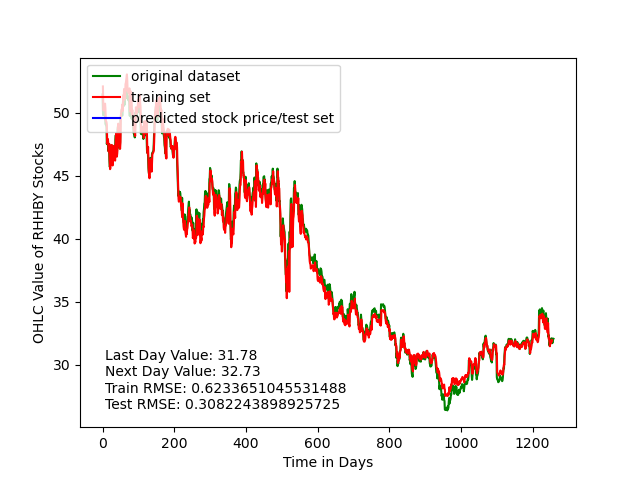 original dataset
training set
predicted stock price/test set
50
45
40
35
30
OHLC Value of RHHBY Stocks
Last Day Value: 31.78
Next Day Value: 32.73
Train RMSE: 0.6233651045531488
Test RMSE: 0.3082243898925725
0 200 400 600 800 1000 1200
Time in Days